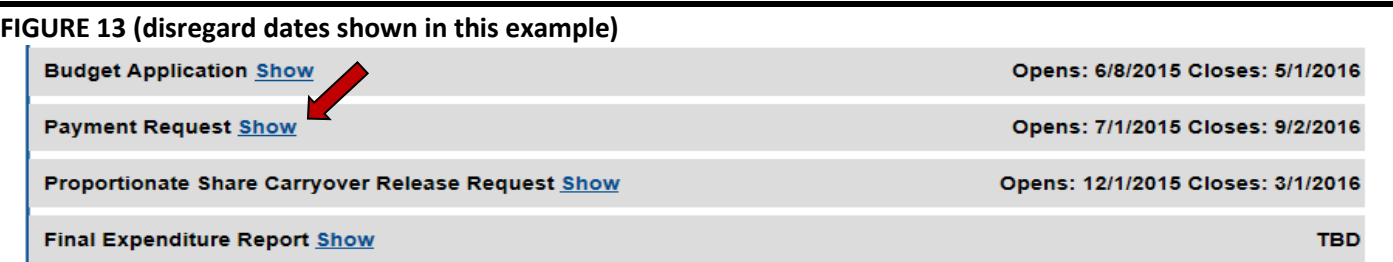 FIGURE 13 (disregard dates shown in this example)
Budget Application Show Opens: 6/8/2015 Closes: 5/1/2016
Payment Request Show Opens: 7/1/2015 Closes: 9/2/2016
Proportionate Share Carryover Release Request Show Opens: 12/1/2015 Closes: 3/1/2016
Final Expenditure Report Show TBD